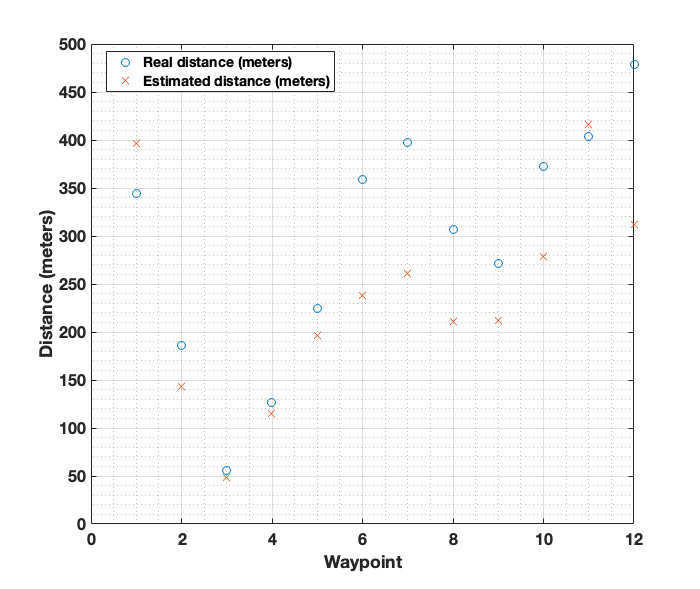 Real distance (meters)
Estimated distance (meters)
500
450
400
350
300
250
200
150
100
50
0
Distance (meters)
0 2 4 6 8 10 12
Waypoint